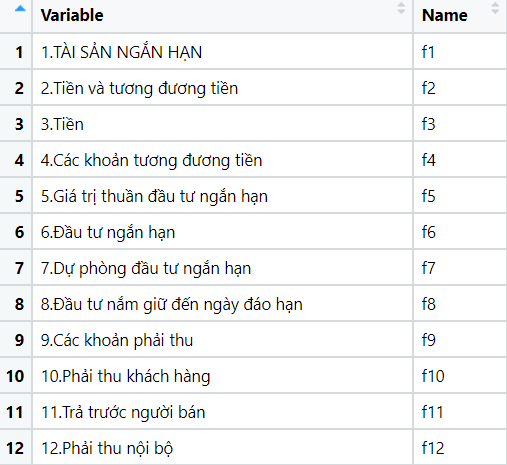 Variable Name
1 1.TÀI SẢN NGẮN HẠN f1
2 2.Tiền và tương đương tiền f2
3 3.Tiền f3
4 4.Các khoản tương đương tiền f4
5 5.Giá trị thuần đầu tư ngắn hạn f5
6 6.Đầu tư ngắn hạn f6
7 7.Dự phòng đầu tư ngắn hạn f7
8 8.Đầu tư nắm giữ đến ngày đáo hạn f8
9 9.Các khoản phải thu f9
10 10.Phải thu khách hàng f10
11 11.Trả trước người bán f11
12 12.Phải thu nội bộ f12